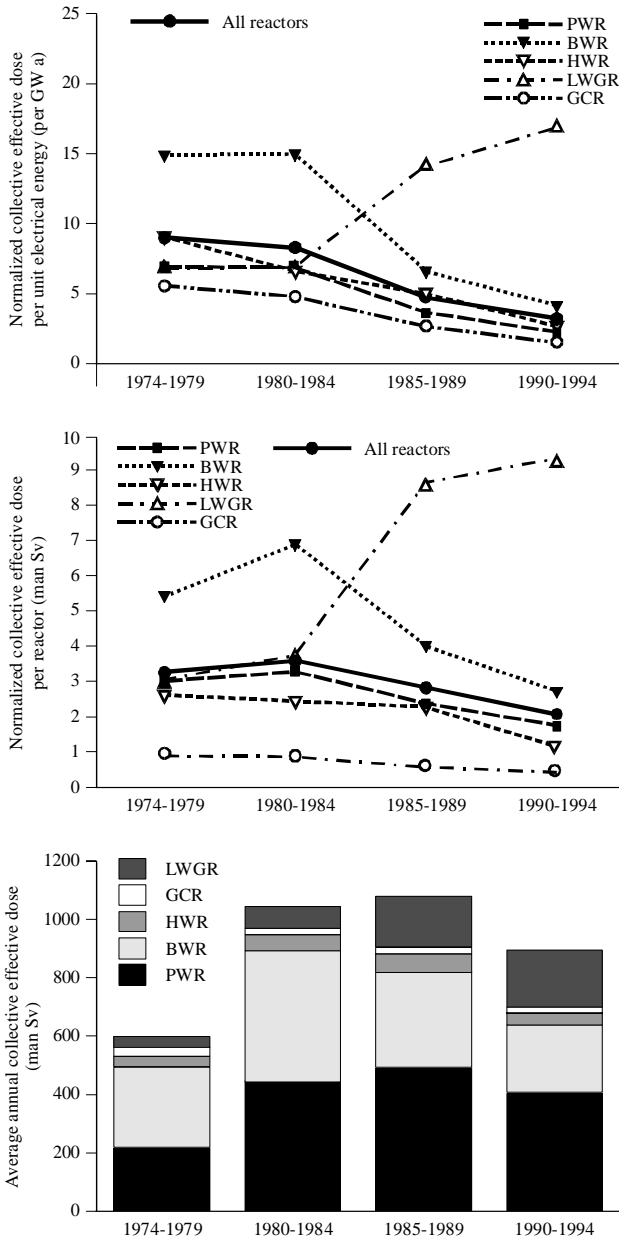 All reactors
PWR
BWR
HWR
LWGR
GCR
Normalized collective effective dose
per unit electrical energy (per GW a)
25
20
15
10
5
0
1974-1979 1980-1984 1985-1989 1990-1994
PWR
BWR
HWR
LWGR
GCR
All reactors
Normalized collective effective dose
per reactor (man Sv)
10
9
8
7
6
5
4
3
2
1
0
1974-1979 1980-1984 1985-1989 1990-1994
LWGR
GCR
HWR
BWR
PWR
Average annual collective effective dose
(man Sv)
1200
1000
800
600
400
200
0
1974-1979 1980-1984 1985-1989 1990-1994